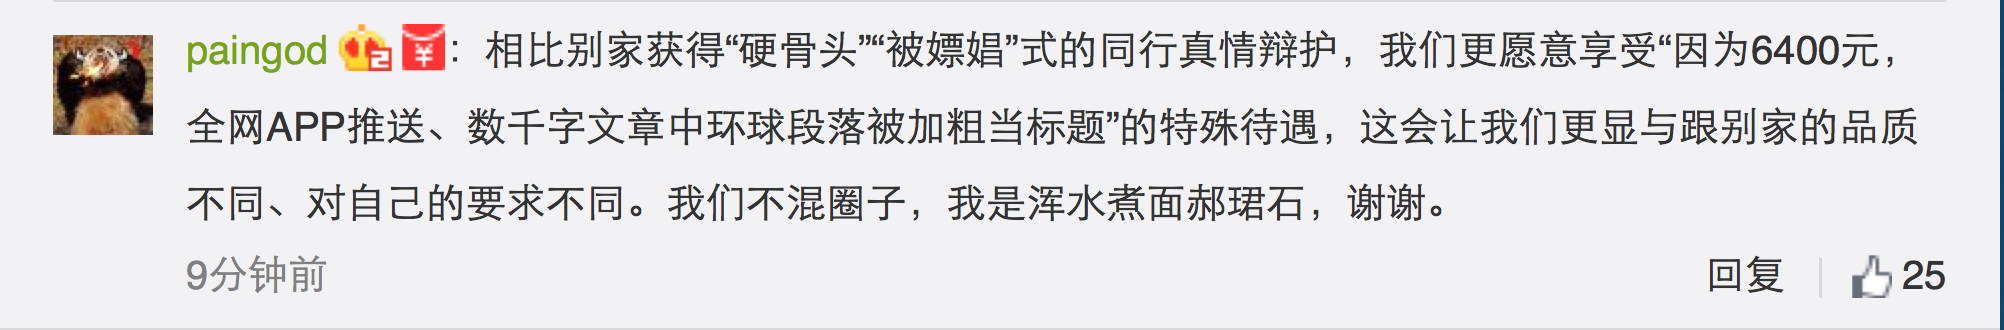 paingod 2 ¥：相比别家获得“硬骨头”“被嫖娼”式的同行真情辩护，我们更愿意享受“因为6400元，
全网APP推送、数千字文章中环球段落被加粗当标题”的特殊待遇，这会让我们更显与跟别家的品质
不同、对自己的要求不同。我们不混圈子，我是浑水煮面郝珺石，谢谢。
9分钟前 回复 25